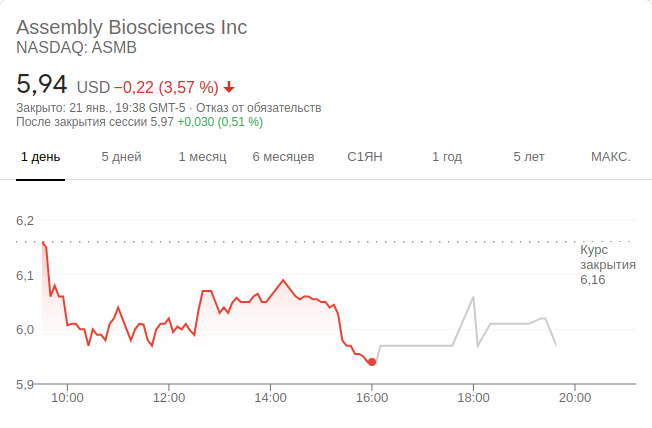 Assembly Biosciences Inc
NASDAQ: ASMB
5,94 USD −0,22 (3,57 %)
Закрыто: 21 янв., 19:38 GMT-5 · Отказ от обязательств
После закрытия сессии 5,97 +0,030 (0,51 %)
1 день 5 дней 1 месяц 6 месяцев С1ЯН 1 год 5 лет МАКС.
6,2
Курс
закрытия
6,16
6,1
6,0
5,9
10:00 12:00 14:00 16:00 18:00 20:00